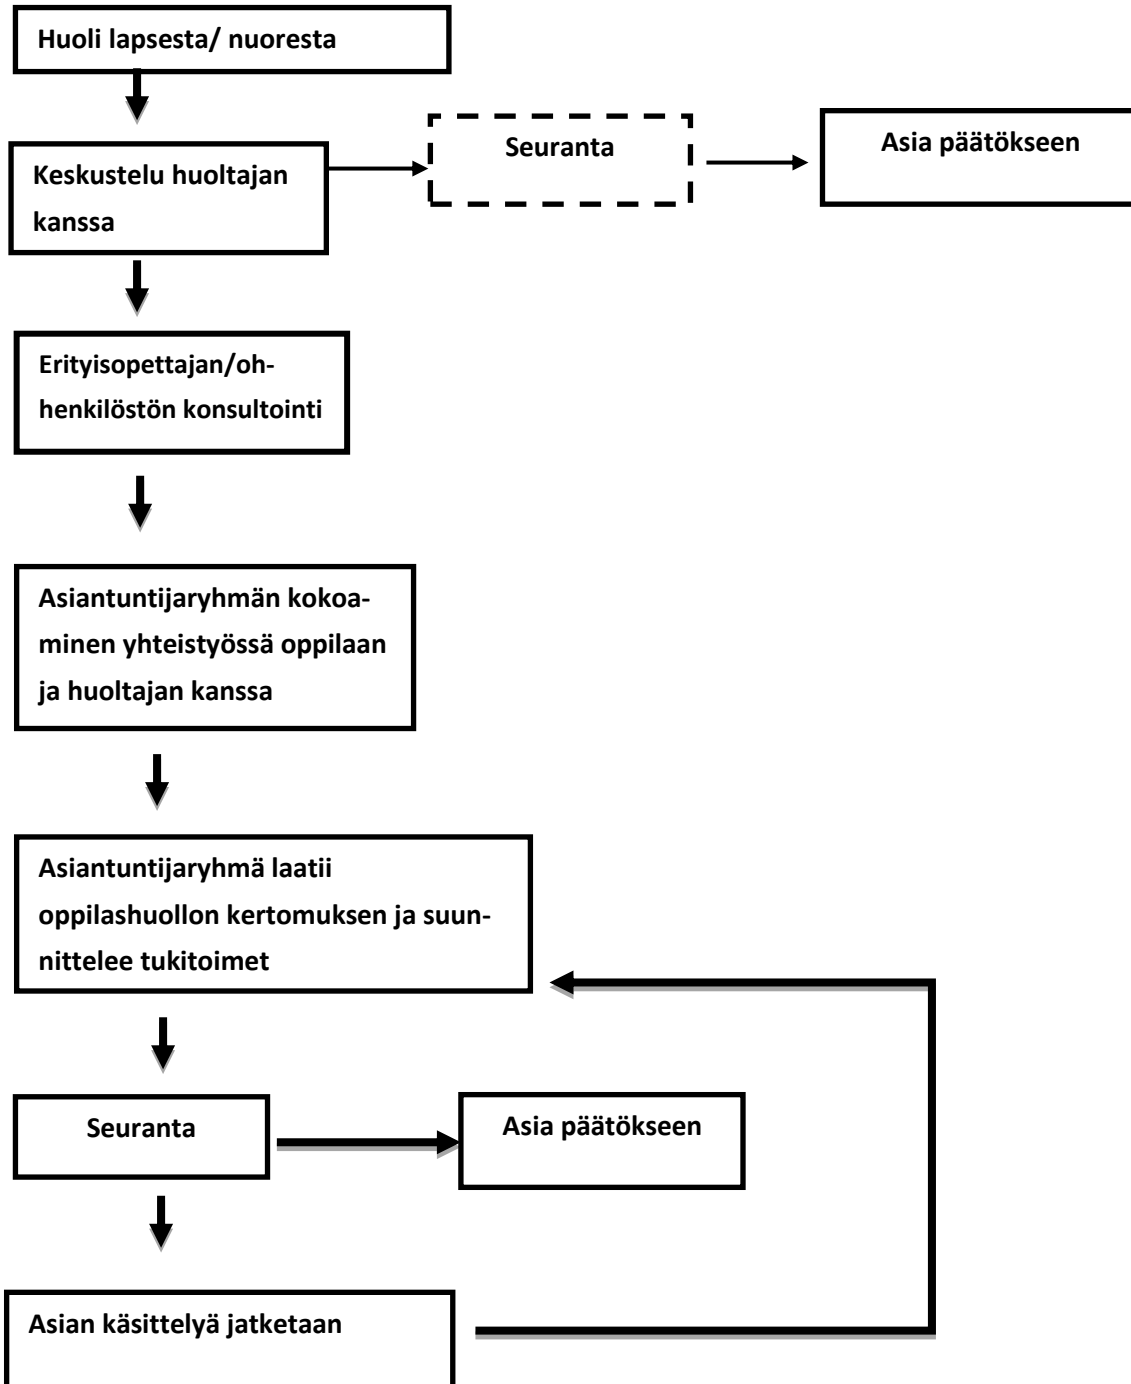 Huoli lapsesta/ nuoresta
Keskustelu huoltajan
kanssa
Seuranta
Asia päätökseen
Erityisopettajan/oh-
henkilöstön konsultointi
Asiantuntijaryhmän kokoa-
minen yhteistyössä oppilaan
ja huoltajan kanssa
Asiantuntijaryhmä laatii
oppilashuollon kertomuksen ja suun-
nittelee tukitoimet
Seuranta
Asia päätökseen
Asian käsittelyä jatketaan